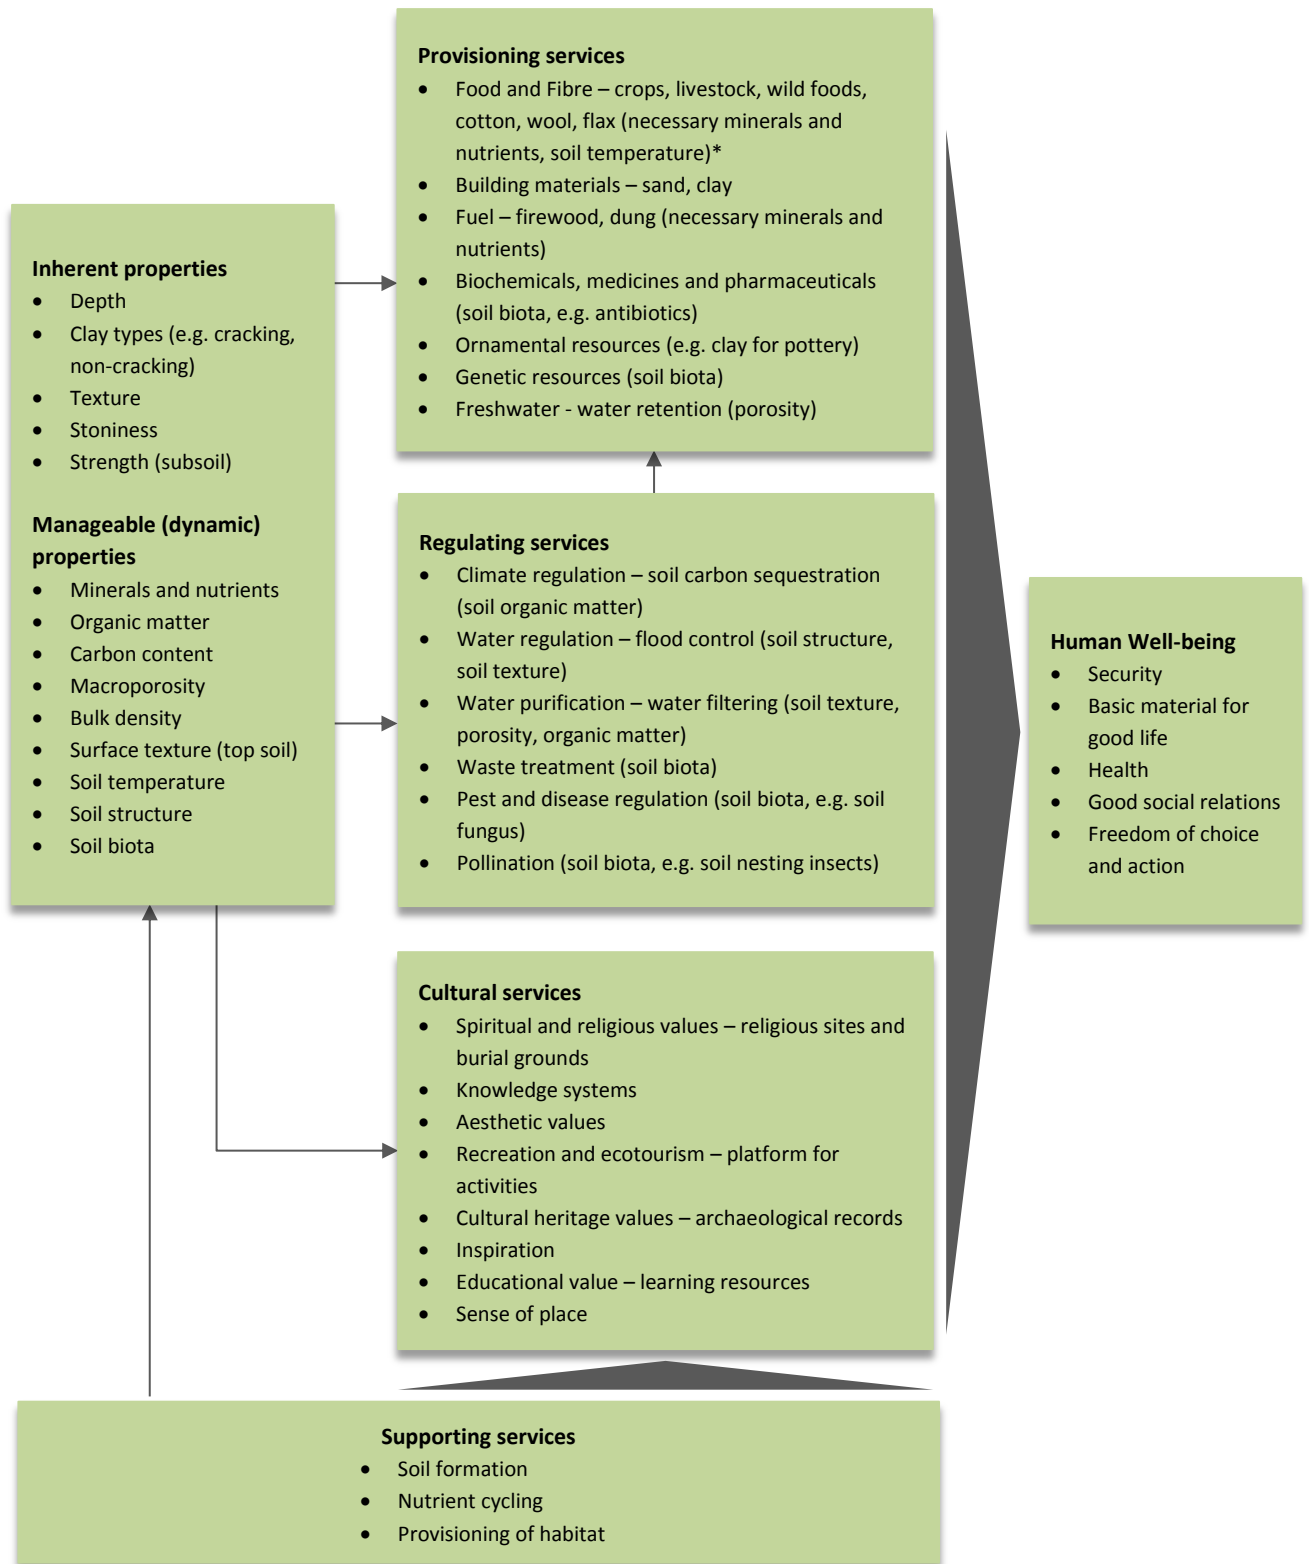 Provisioning services
• Food and Fibre – crops, livestock, wild foods,
cotton, wool, flax (necessary minerals and
nutrients, soil temperature)*
• Building materials – sand, clay
• Fuel – firewood, dung (necessary minerals and
nutrients)
• Biochemicals, medicines and pharmaceuticals
(soil biota, e.g. antibiotics)
• Ornamental resources (e.g. clay for pottery)
• Genetic resources (soil biota)
• Freshwater - water retention (porosity)
Inherent properties
• Depth
• Clay types (e.g. cracking,
non-cracking)
• Texture
• Stoniness
• Strength (subsoil)
Manageable (dynamic)
properties
• Minerals and nutrients
• Organic matter
• Carbon content
• Macroporosity
• Bulk density
• Surface texture (top soil)
• Soil temperature
• Soil structure
• Soil biota
Regulating services
• Climate regulation – soil carbon sequestration
(soil organic matter)
• Water regulation – flood control (soil structure,
soil texture)
• Water purification – water filtering (soil texture,
porosity, organic matter)
• Waste treatment (soil biota)
• Pest and disease regulation (soil biota, e.g. soil
fungus)
• Pollination (soil biota, e.g. soil nesting insects)
Human Well-being
• Security
• Basic material for
good life
• Health
• Good social relations
• Freedom of choice
and action
Cultural services
• Spiritual and religious values – religious sites and
burial grounds
• Knowledge systems
• Aesthetic values
• Recreation and ecotourism – platform for
activities
• Cultural heritage values – archaeological records
• Inspiration
• Educational value – learning resources
• Sense of place
Supporting services
• Soil formation
• Nutrient cycling
• Provisioning of habitat